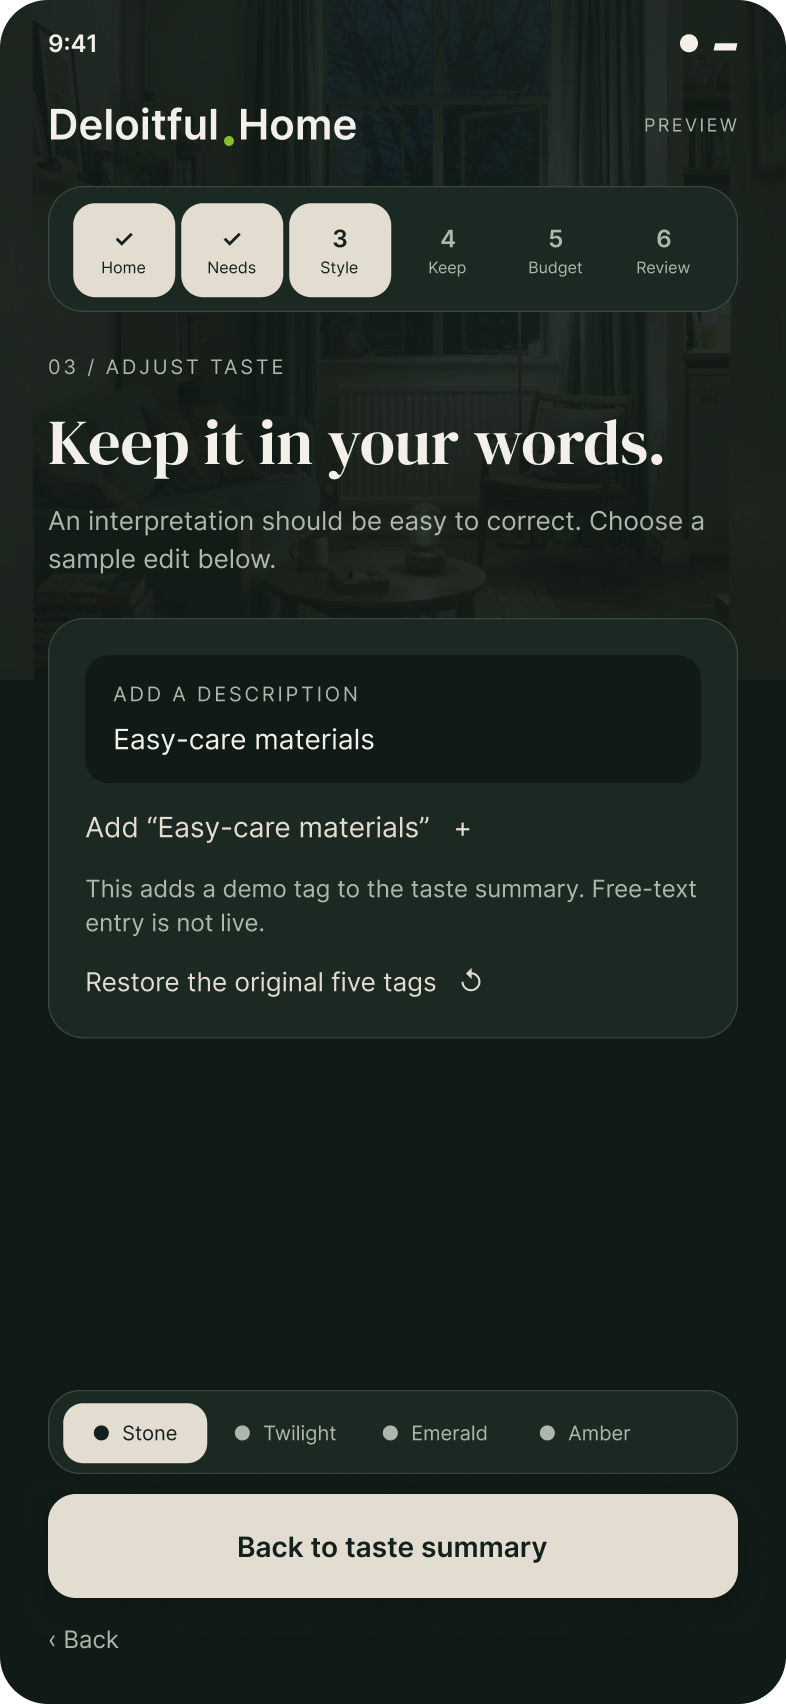 9:41
Deloitful.Home
PREVIEW
✓ ✓ 3 4 5 6
Home Needs Style Keep Budget Review
03 / ADJUST TASTE
Keep it in your words.
An interpretation should be easy to correct. Choose a
sample edit below.
ADD A DESCRIPTION
Easy-care materials
Add “Easy-care materials” +
This adds a demo tag to the taste summary. Free-text
entry is not live.
Restore the original five tags ↺
Stone Twilight Emerald Amber
Back to taste summary
‹ Back